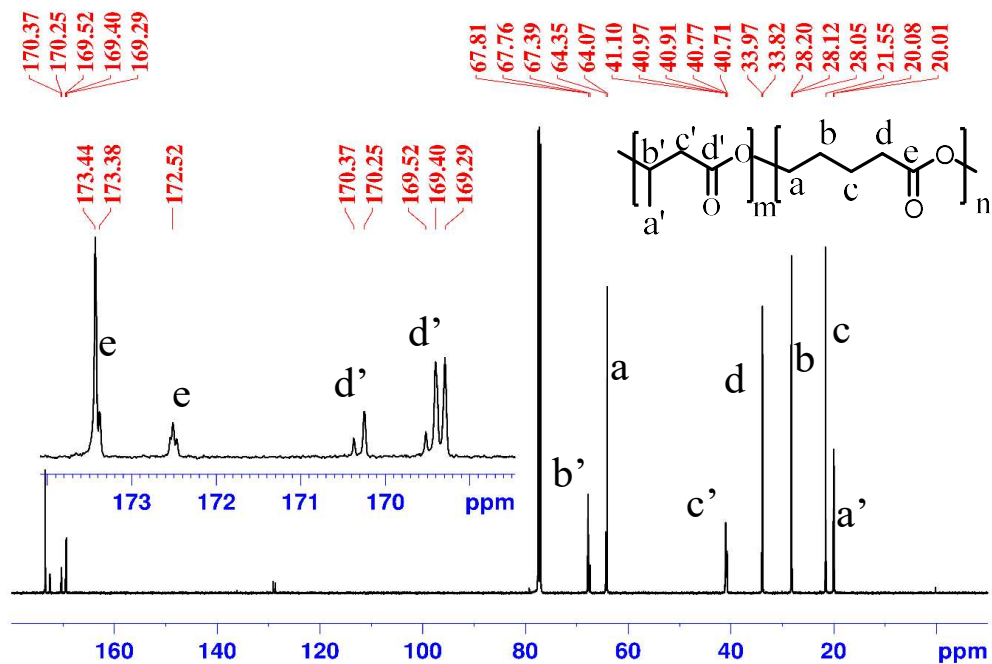 170.37
170.25
169.52
169.40
169.29
67.81
67.76
67.39
64.35
64.07
41.10
40.97
40.91
40.77
40.71
33.97
33.82
28.20
28.12
28.05
21.55
20.08
20.01
173.44
173.38
172.52
170.37
170.25
169.52
169.40
169.29
b'
c'
d'
O
O
m
a'
a
b
c
d
e
O
O
n
e
e
d’
d’
173
172
171
170
ppm
b’
a
c’
d
b
c
a’
160
140
120
100
80
60
40
20
ppm